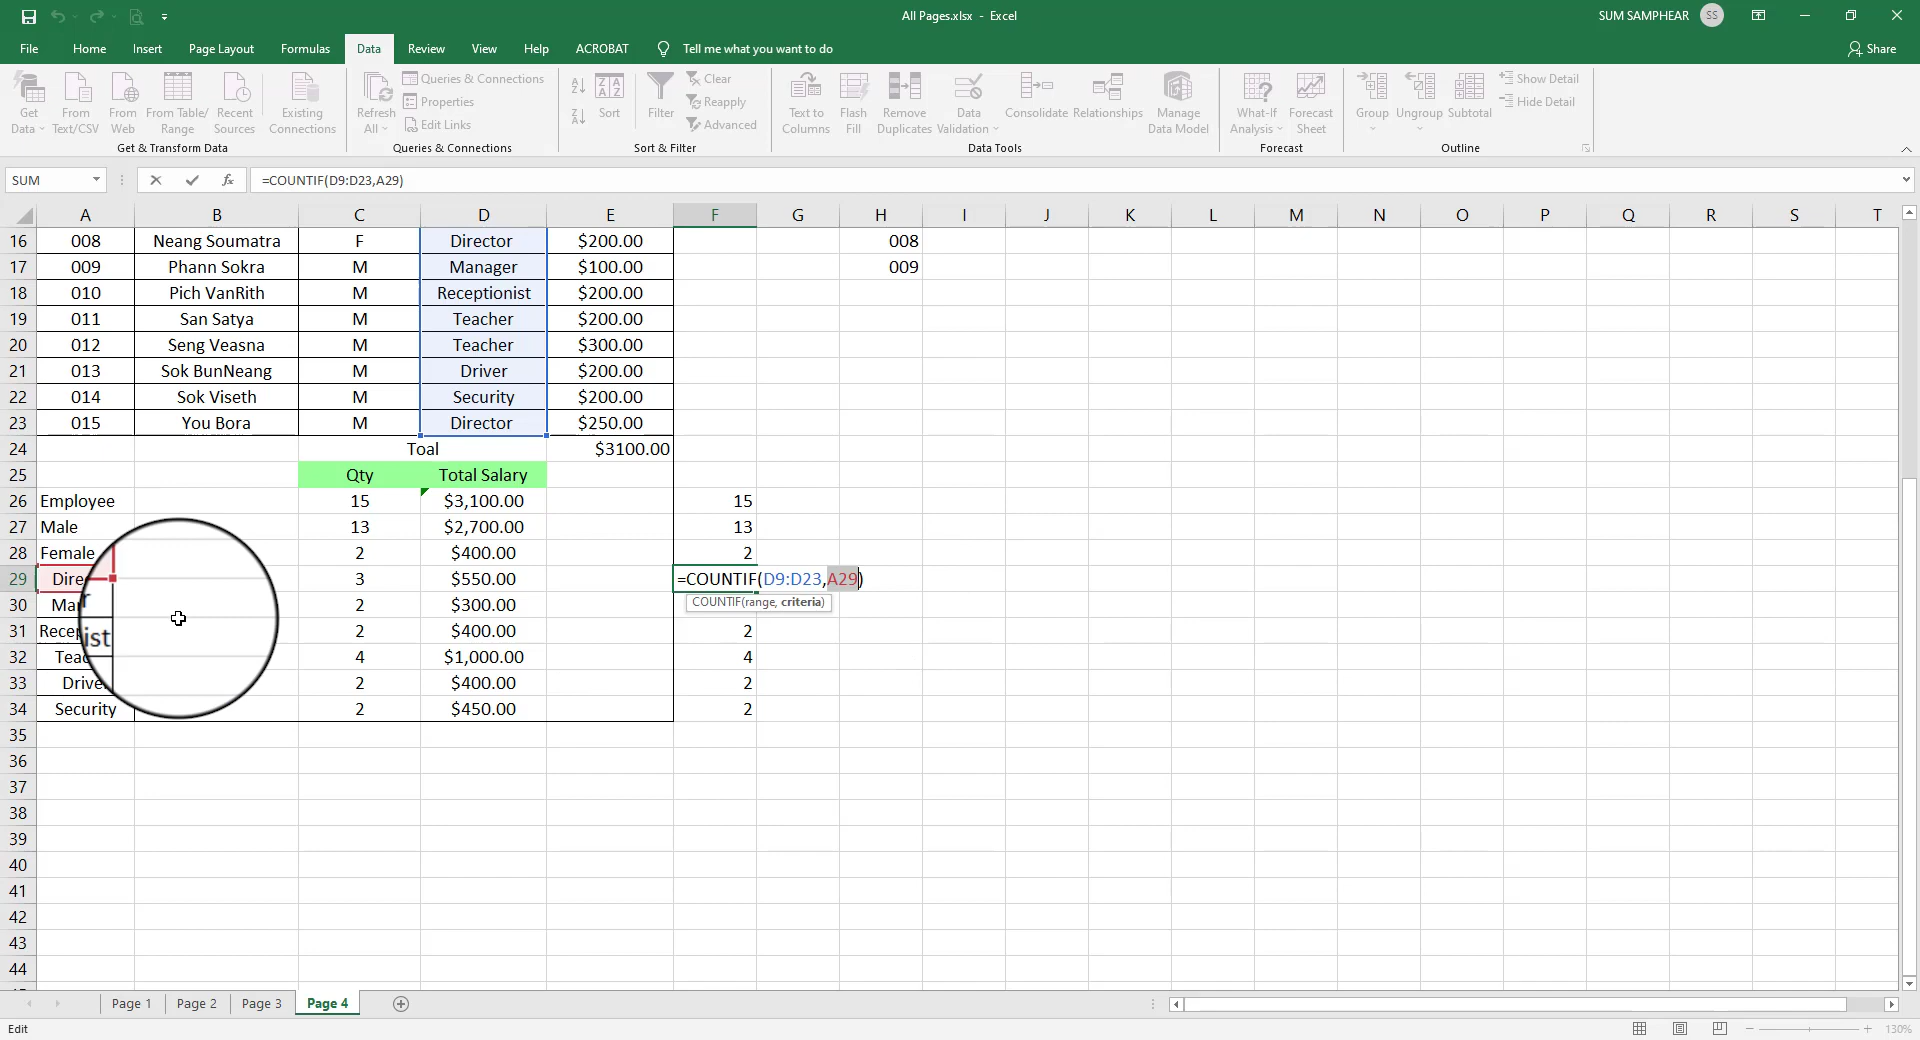 All Pages.xlsx - Excel
SUM SAMPHEAR SS
File Home Insert Page Layout Formulas Data Review View Help ACROBAT Tell me what you want to do Share
Get Data From Text/CSV From Web From Table/ Range Recent Sources Existing Connections
Get & Transform Data
Refresh All Queries & Connections Properties Edit Links
Queries & Connections
Sort Filter Clear Reapply Advanced
Sort & Filter
Text to Columns Flash Fill Remove Duplicates Data Validation Consolidate Relationships Manage Data Model
Data Tools
What-If Analysis Forecast Sheet
Forecast
Group Ungroup Subtotal Show Detail Hide Detail
Outline
SUM fx =COUNTIF(D9:D23,A29)
A B C D E F G H I J K L M N O P Q R S T
16 008 Neang Soumatra F Director $200.00 008
17 009 Phann Sokra M Manager $100.00 009
18 010 Pich VanRith M Receptionist $200.00
19 011 San Satya M Teacher $200.00
20 012 Seng Veasna M Teacher $300.00
21 013 Sok BunNeang M Driver $200.00
22 014 Sok Viseth M Security $200.00
23 015 You Bora M Director $250.00
24 Toal $3100.00
25 Qty Total Salary
26 Employee 15 $3,100.00 15
27 Male 13 $2,700.00 13
28 Female 2 $400.00 2
29 Dire 3 $550.00 =COUNTIF(D9:D23,A29)
30 Mar r 2 $300.00 COUNTIF(range, criteria)
31 Recep ist 2 $400.00 2
32 Teac 4 $1,000.00 4
33 Drive 2 $400.00 2
34 Security 2 $450.00 2
35
36
37
38
39
40
41
42
43
44
Page 1 Page 2 Page 3 Page 4
Edit 130%